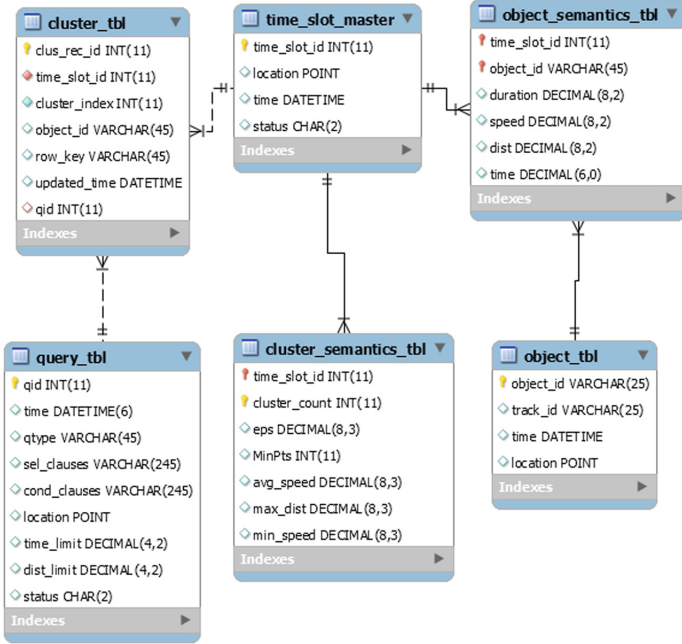 cluster_tbl
clus_rec_id INT(11)
time_slot_id INT(11)
cluster_index INT(11)
object_id VARCHAR(45)
row_key VARCHAR(45)
updated_time DATETIME
qid INT(11)
Indexes
time_slot_master
time_slot_id INT(11)
location POINT
time DATETIME
status CHAR(2)
Indexes
object_semantics_tbl
time_slot_id INT(11)
object_id VARCHAR(45)
duration DECIMAL(8,2)
speed DECIMAL(8,2)
dist DECIMAL(8,2)
time DECIMAL(6,0)
Indexes
query_tbl
qid INT(11)
time DATETIME(6)
qtype VARCHAR(45)
sel_clauses VARCHAR(245)
cond_clauses VARCHAR(245)
location POINT
time_limit DECIMAL(4,2)
dist_limit DECIMAL(4,2)
status CHAR(2)
Indexes
cluster_semantics_tbl
time_slot_id INT(11)
cluster_count INT(11)
eps DECIMAL(8,3)
MinPts INT(11)
avg_speed DECIMAL(8,3)
max_dist DECIMAL(8,3)
min_speed DECIMAL(8,3)
Indexes
object_tbl
object_id VARCHAR(25)
track_id VARCHAR(25)
time DATETIME
location POINT
Indexes